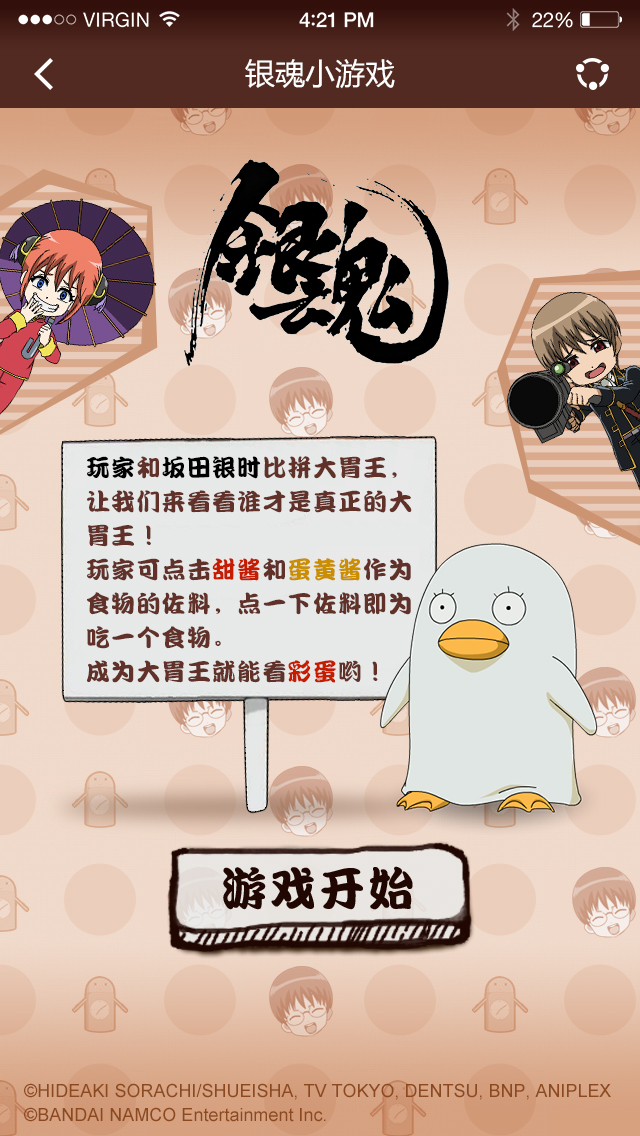 VIRGIN 4:21 PM 22%
银魂小游戏
銀魂
玩家和坂田银时比拼大胃王，
让我们来看看谁才是真正的大
胃王！
玩家可点击甜酱和蛋黄酱作为
食物的佐料，点一下佐料即为
吃一个食物。
成为大胃王就能看彩蛋哟！
游戏开始
©HIDEAKI SORACHI/SHUEISHA, TV TOKYO, DENTSU, BNP, ANIPLEX
©BANDAI NAMCO Entertainment Inc.